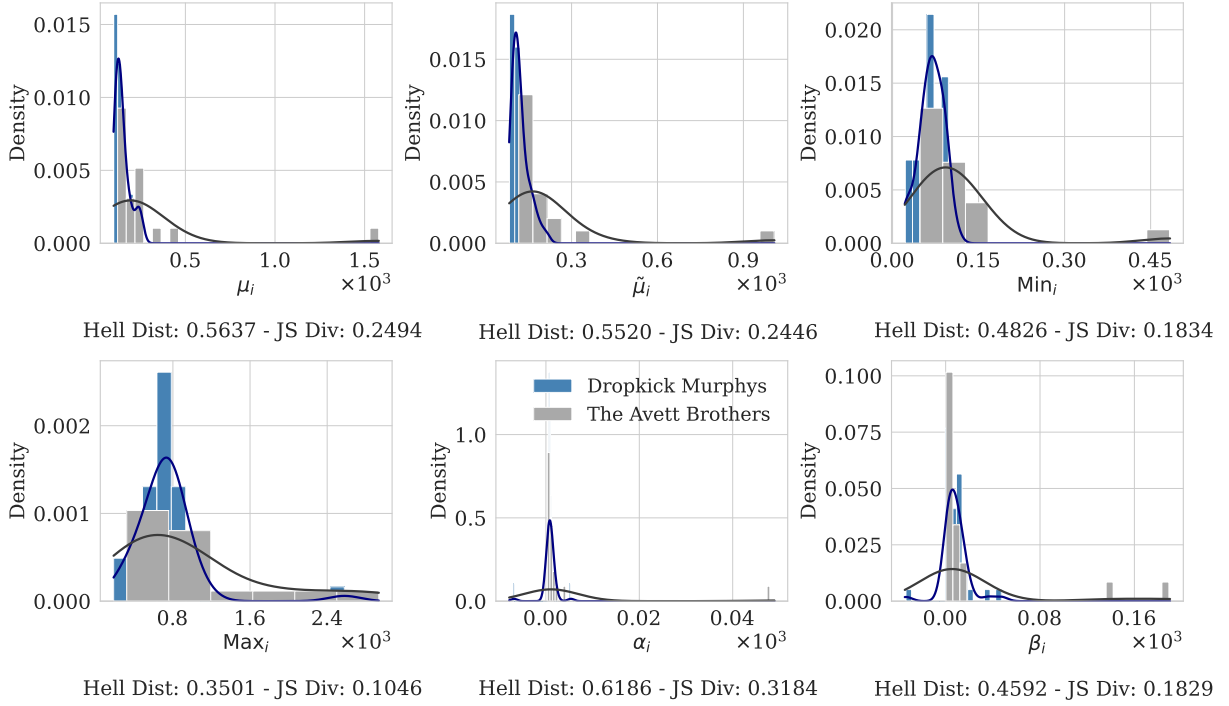 0.015
0.010
0.005
0.000
Density
0.5
1.0
1.5
×10³
μᵢ
Hell Dist: 0.5637 - JS Div: 0.2494
0.015
0.010
0.005
0.000
Density
0.3
0.6
0.9
×10³
μ̃ᵢ
Hell Dist: 0.5520 - JS Div: 0.2446
0.020
0.015
0.010
0.005
0.000
Density
0.00
0.15
0.30
0.45
×10³
Minᵢ
Hell Dist: 0.4826 - JS Div: 0.1834
0.002
0.001
0.000
Density
0.8
1.6
2.4
×10³
Maxᵢ
Hell Dist: 0.3501 - JS Div: 0.1046
Dropkick Murphys
The Avett Brothers
1.0
0.5
0.0
Density
0.00
0.02
0.04
×10³
αᵢ
Hell Dist: 0.6186 - JS Div: 0.3184
0.100
0.075
0.050
0.025
0.000
Density
0.00
0.08
0.16
×10³
βᵢ
Hell Dist: 0.4592 - JS Div: 0.1829